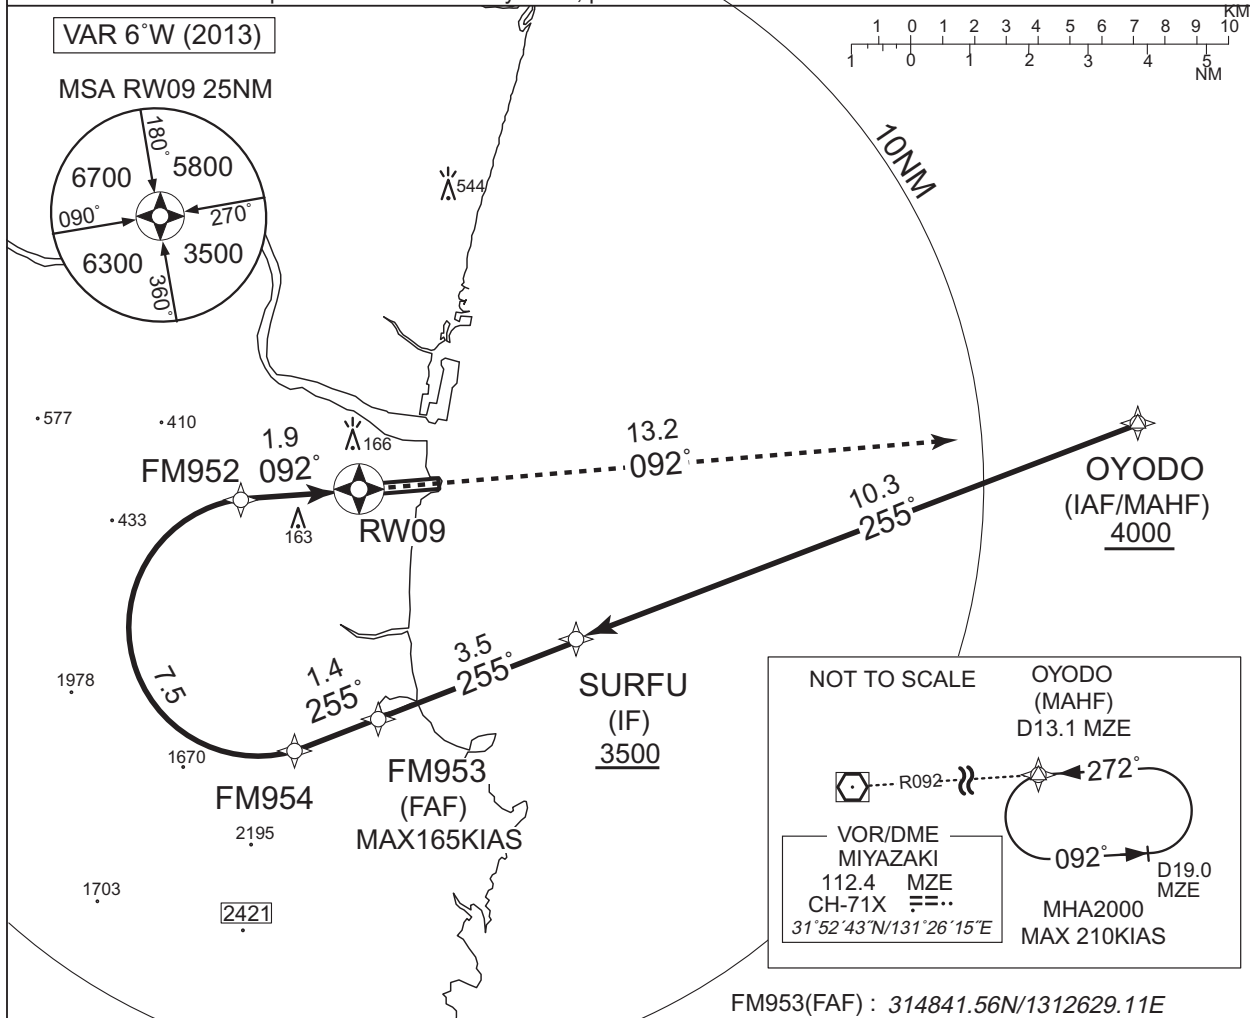 VAR 6°W (2013)
MSA RW09 25NM
180°
6700
5800
090°
270°
6300
3500
360°
KM
1 0 1 2 3 4 5 6 7 8 9 10
1 0 1 2 3 4 5
NM
10NM
544
577
410
166
433
163
1978
1670
2195
1703
2421
1.9
092°
FM952
RW09
13.2
092°
OYODO
(IAF/MAHF)
4000
10.3
255°
3.5
255°
1.4
255°
7.5
SURFU
(IF)
3500
FM953
(FAF)
MAX165KIAS
FM954
NOT TO SCALE
OYODO
(MAHF)
D13.1 MZE
R092
272°
092°
D19.0
MZE
VOR/DME
MIYAZAKI
112.4 MZE
CH-71X
31°52´43˝N/131°26´15˝E
MHA2000
MAX 210KIAS
FM953(FAF) : 314841.56N/1312629.11E